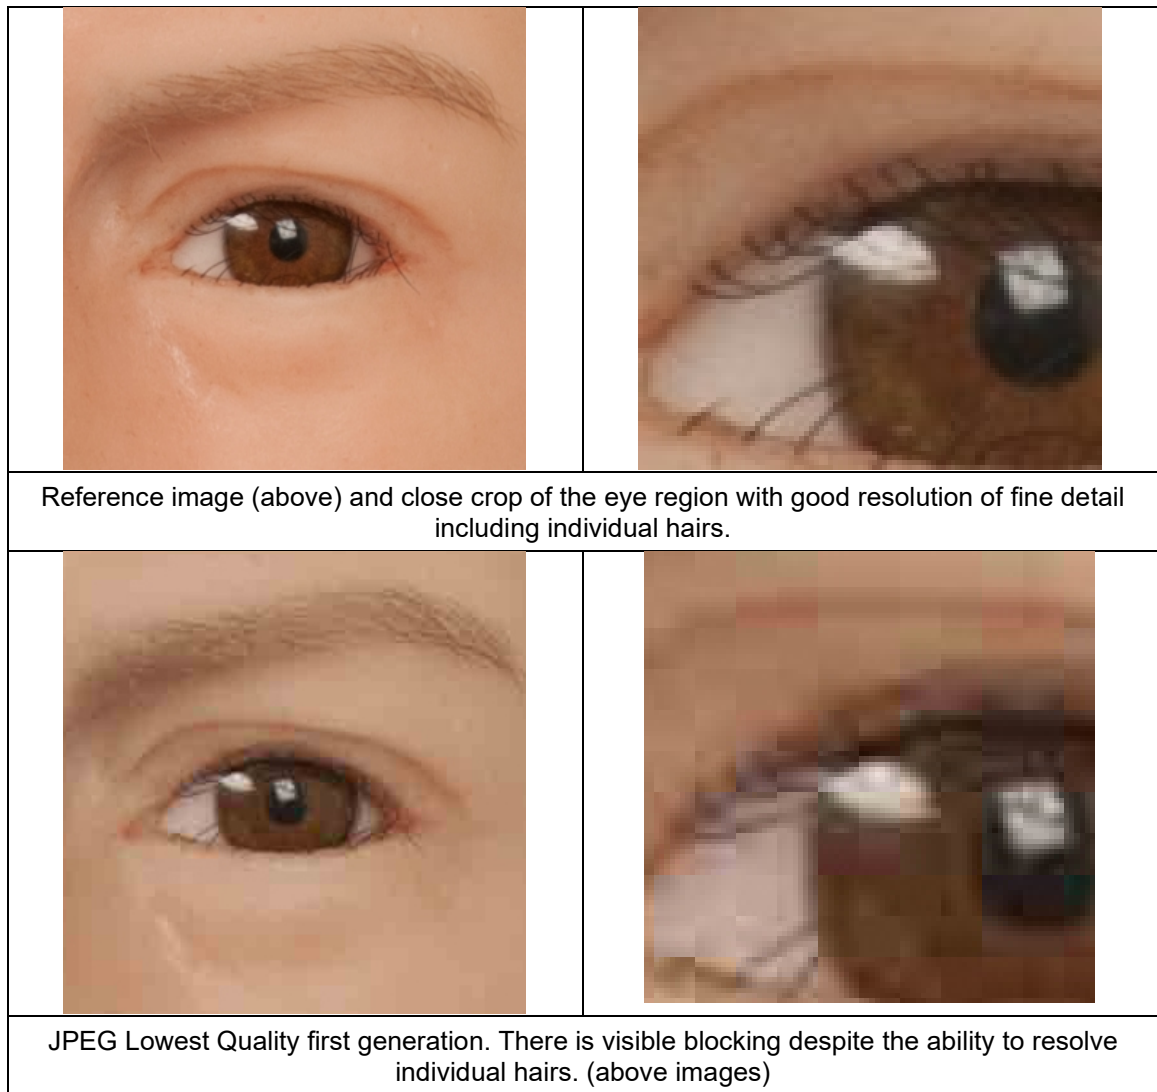 Reference image (above) and close crop of the eye region with good resolution of fine detail
including individual hairs.
JPEG Lowest Quality first generation. There is visible blocking despite the ability to resolve
individual hairs. (above images)